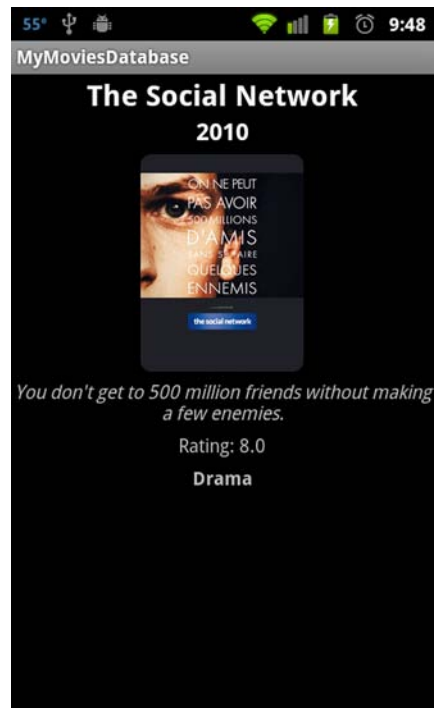 55°
9:48
MyMoviesDatabase
The Social Network
2010
ON NE PEUT
PAS AVOIR
500 MILLIONS
D'AMIS
SANS SE FAIRE
QUELQUES
ENNEMIS
the social network
You don't get to 500 million friends without making
a few enemies.
Rating: 8.0
Drama